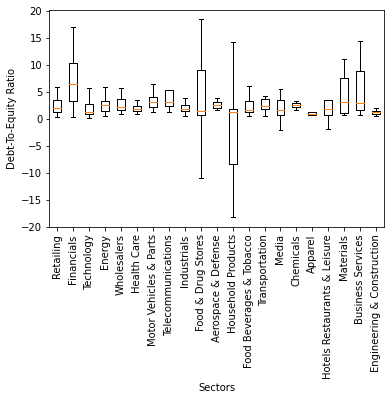 20
15
10
5
0
−5
−10
−15
−20
Debt-To-Equity Ratio
Retailing
Financials
Technology
Energy
Wholesalers
Health Care
Motor Vehicles & Parts
Telecommunications
Industrials
Food & Drug Stores
Aerospace & Defense
Household Products
Food Beverages & Tobacco
Transportation
Media
Chemicals
Apparel
Hotels Restaurants & Leisure
Materials
Business Services
Engineering & Construction
Sectors